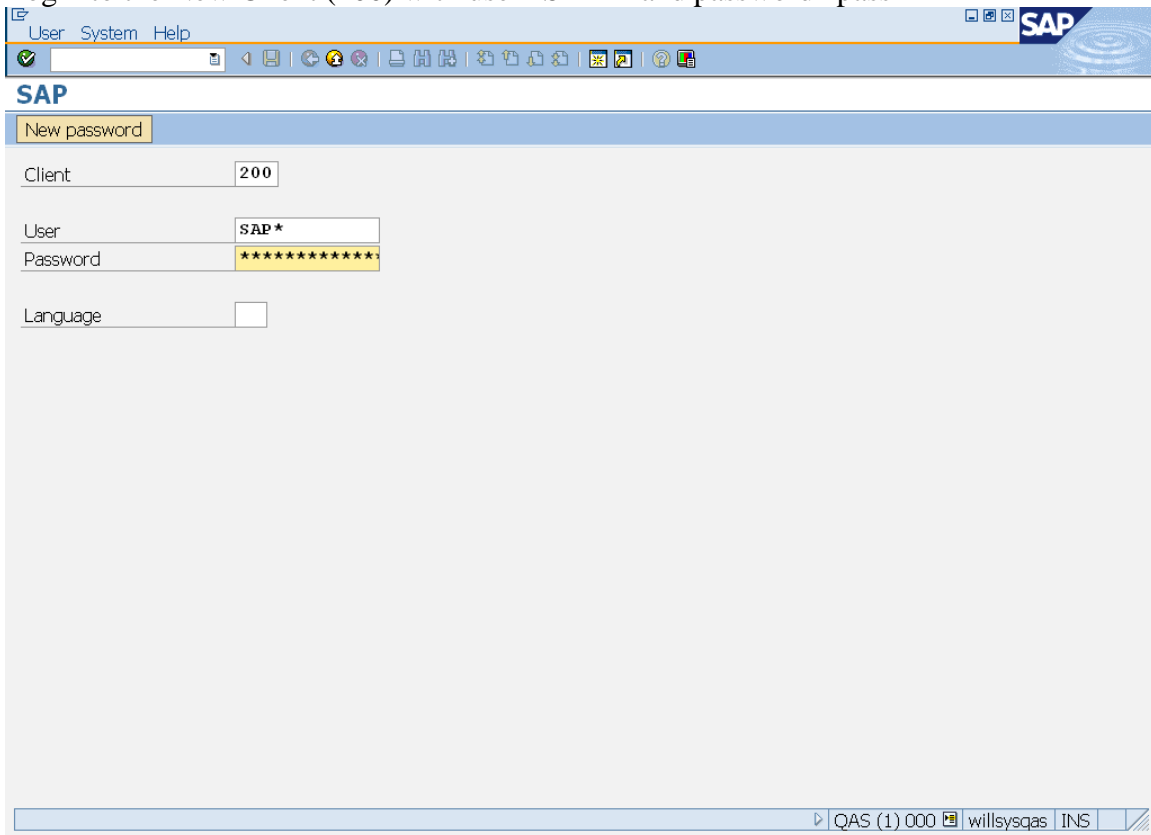 User System Help
SAP
SAP
New password
Client 200
User SAP*
Password ************
Language
QAS (1) 000 willsysqas INS